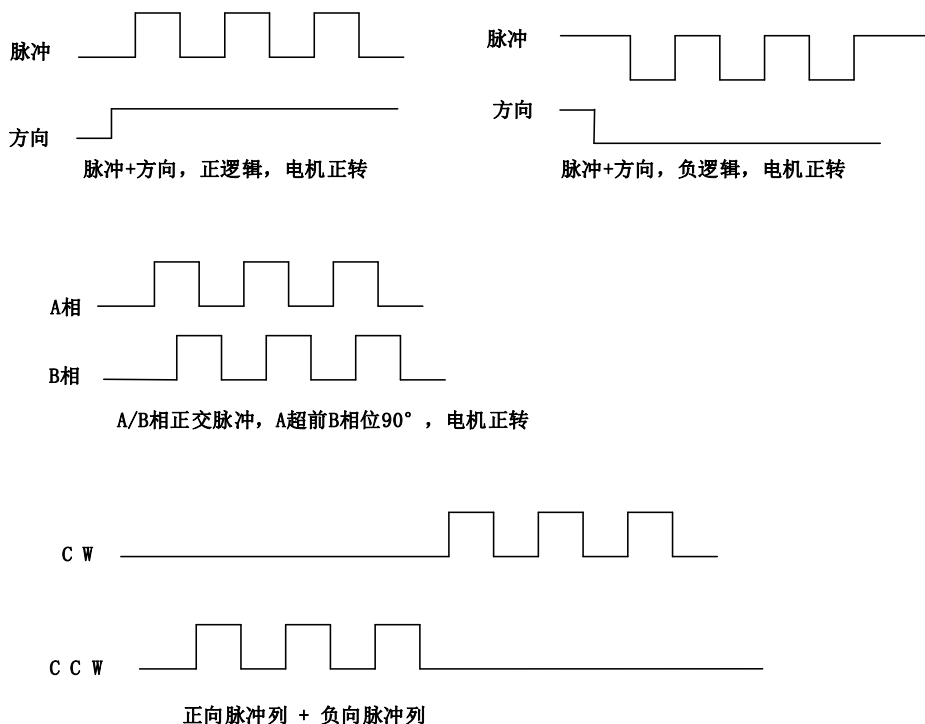 脉冲
方向
脉冲+方向，正逻辑，电机正转
脉冲
方向
脉冲+方向，负逻辑，电机正转
A相
B相
A/B相正交脉冲，A超前B相位90°，电机正转
C W
C C W
正向脉冲列 + 负向脉冲列